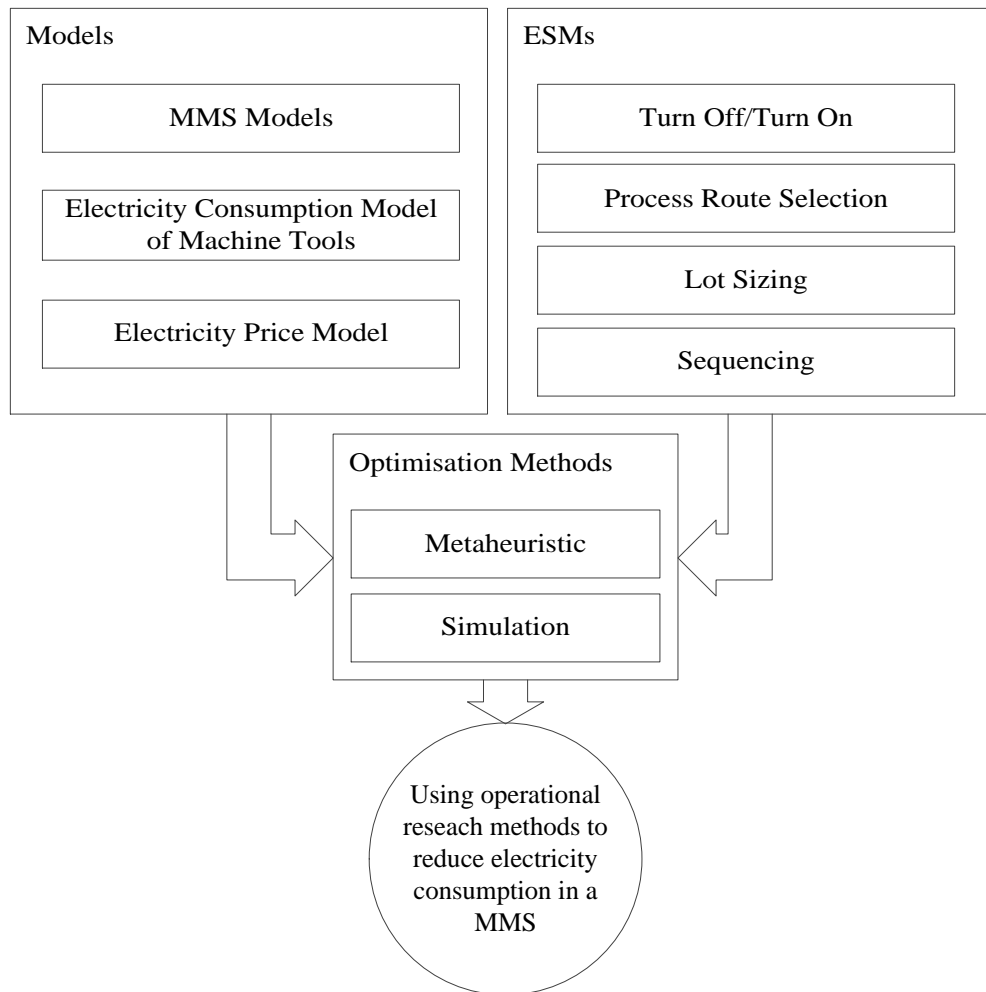 Models
MMS Models
Electricity Consumption Model
of Machine Tools
Electricity Price Model
ESMs
Turn Off/Turn On
Process Route Selection
Lot Sizing
Sequencing
Optimisation Methods
Metaheuristic
Simulation
Using operational
reseach methods to
reduce electricity
consumption in a
MMS